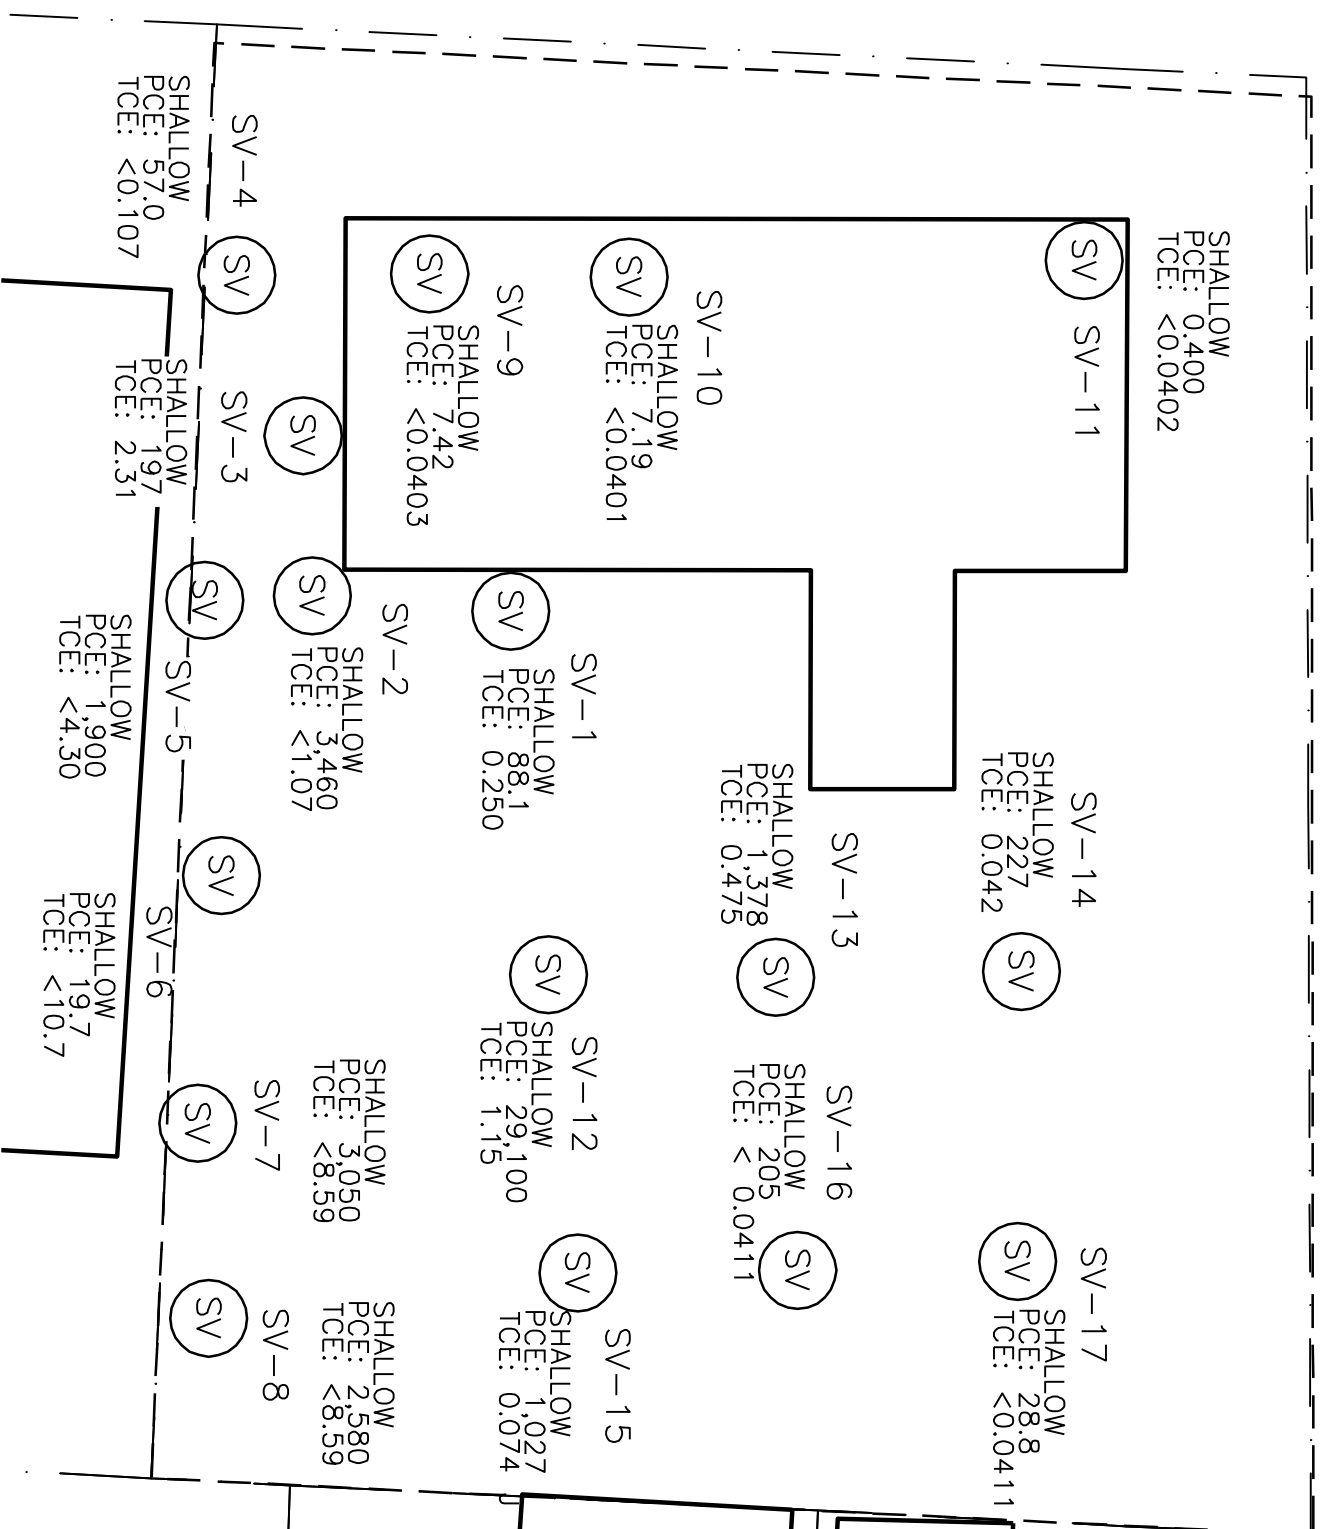 SV-11
SHALLOW
PCE: 0.400
TCE: <0.0402
SV
SV-14
SHALLOW
PCE: 227
TCE: 0.042
SV
SV-17
SHALLOW
PCE: 28.8
TCE: <0.0411
SV
SV-13
SHALLOW
PCE: 1,378
TCE: 0.475
SV
SV-16
SHALLOW
PCE: 205
TCE: < 0.0411
SV
SV-10
SHALLOW
PCE: 7.19
TCE: <0.0401
SV
SV-9
SHALLOW
PCE: 7.42
TCE: <0.0403
SV
SV-1
SHALLOW
PCE: 88.1
TCE: 0.250
SV
SV-12
SHALLOW
PCE: 29,100
TCE: 1.15
SV
SV-15
SHALLOW
PCE: 1,027
TCE: 0.074
SV
SV-2
SHALLOW
PCE: 3,460
TCE: <1.07
SV
SV-4
SHALLOW
PCE: 57.0
TCE: <0.107
SV
SV-3
SHALLOW
PCE: 197
TCE: 2.31
SV
SV-5
SHALLOW
PCE: 1,900
TCE: <4.30
SV
SV-6
SHALLOW
PCE: 19.7
TCE: <10.7
SV
SV-7
SHALLOW
PCE: 3,050
TCE: <8.59
SV
SV-8
SHALLOW
PCE: 2,580
TCE: <8.59
SV